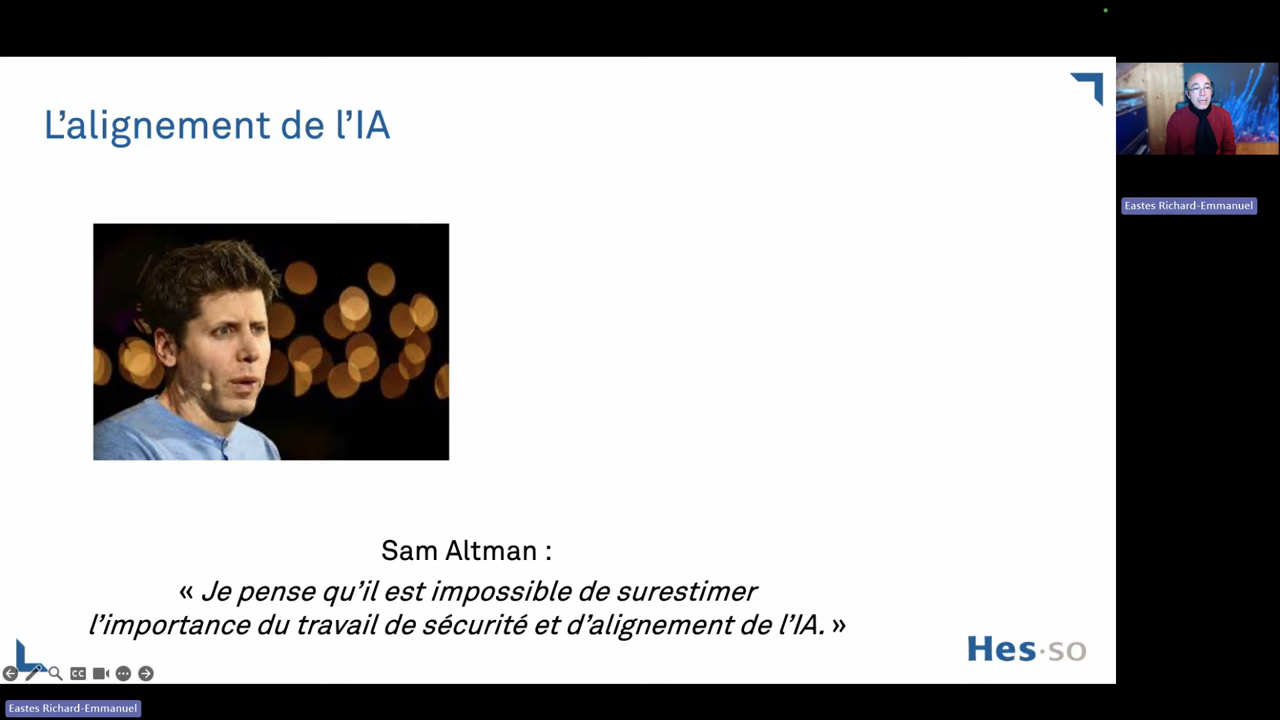 L'alignement de l'IA
Eastes Richard-Emmanuel
Sam Altman :
« Je pense qu'il est impossible de surestimer
l'importance du travail de sécurité et d'alignement de l'IA. »
Hes·so
CC
Eastes Richard-Emmanuel